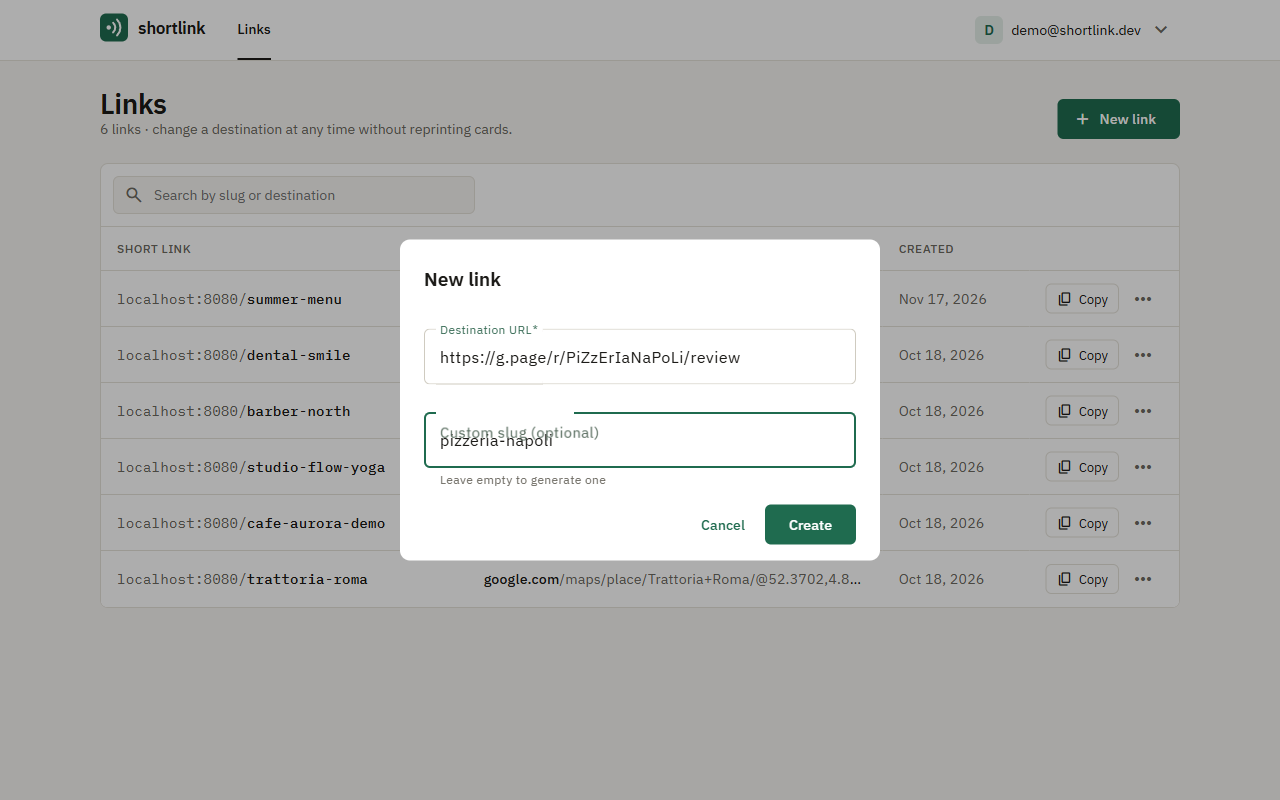 shortlink Links D demo@shortlink.dev
Links
6 links · change a destination at any time without reprinting cards.
+ New link
Search by slug or destination
SHORT LINK CREATED
localhost:8080/summer-menu Nov 17, 2026 Copy •••
localhost:8080/dental-smile Oct 18, 2026 Copy •••
localhost:8080/barber-north Oct 18, 2026 Copy •••
localhost:8080/studio-flow-yoga Oct 18, 2026 Copy •••
localhost:8080/cafe-aurora-demo Oct 18, 2026 Copy •••
localhost:8080/trattoria-roma google.com/maps/place/Trattoria+Roma/@52.3702,4.8... Oct 18, 2026 Copy •••
New link
Destination URL*
https://g.page/r/PiZzErIaNaPoLi/review
Custom slug (optional)
pizzeria-napoli
Leave empty to generate one
Cancel Create